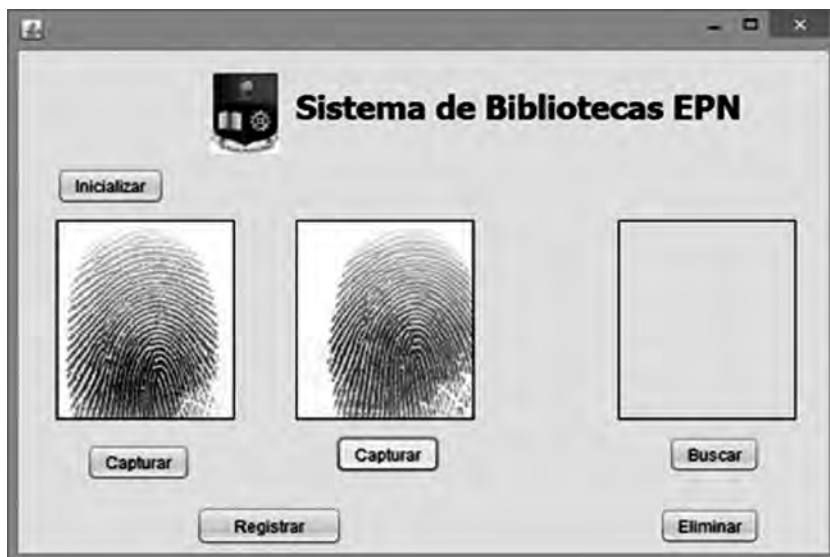 Sistema de Bibliotecas EPN
Inicializar
Capturar
Capturar
Buscar
Registrar
Eliminar